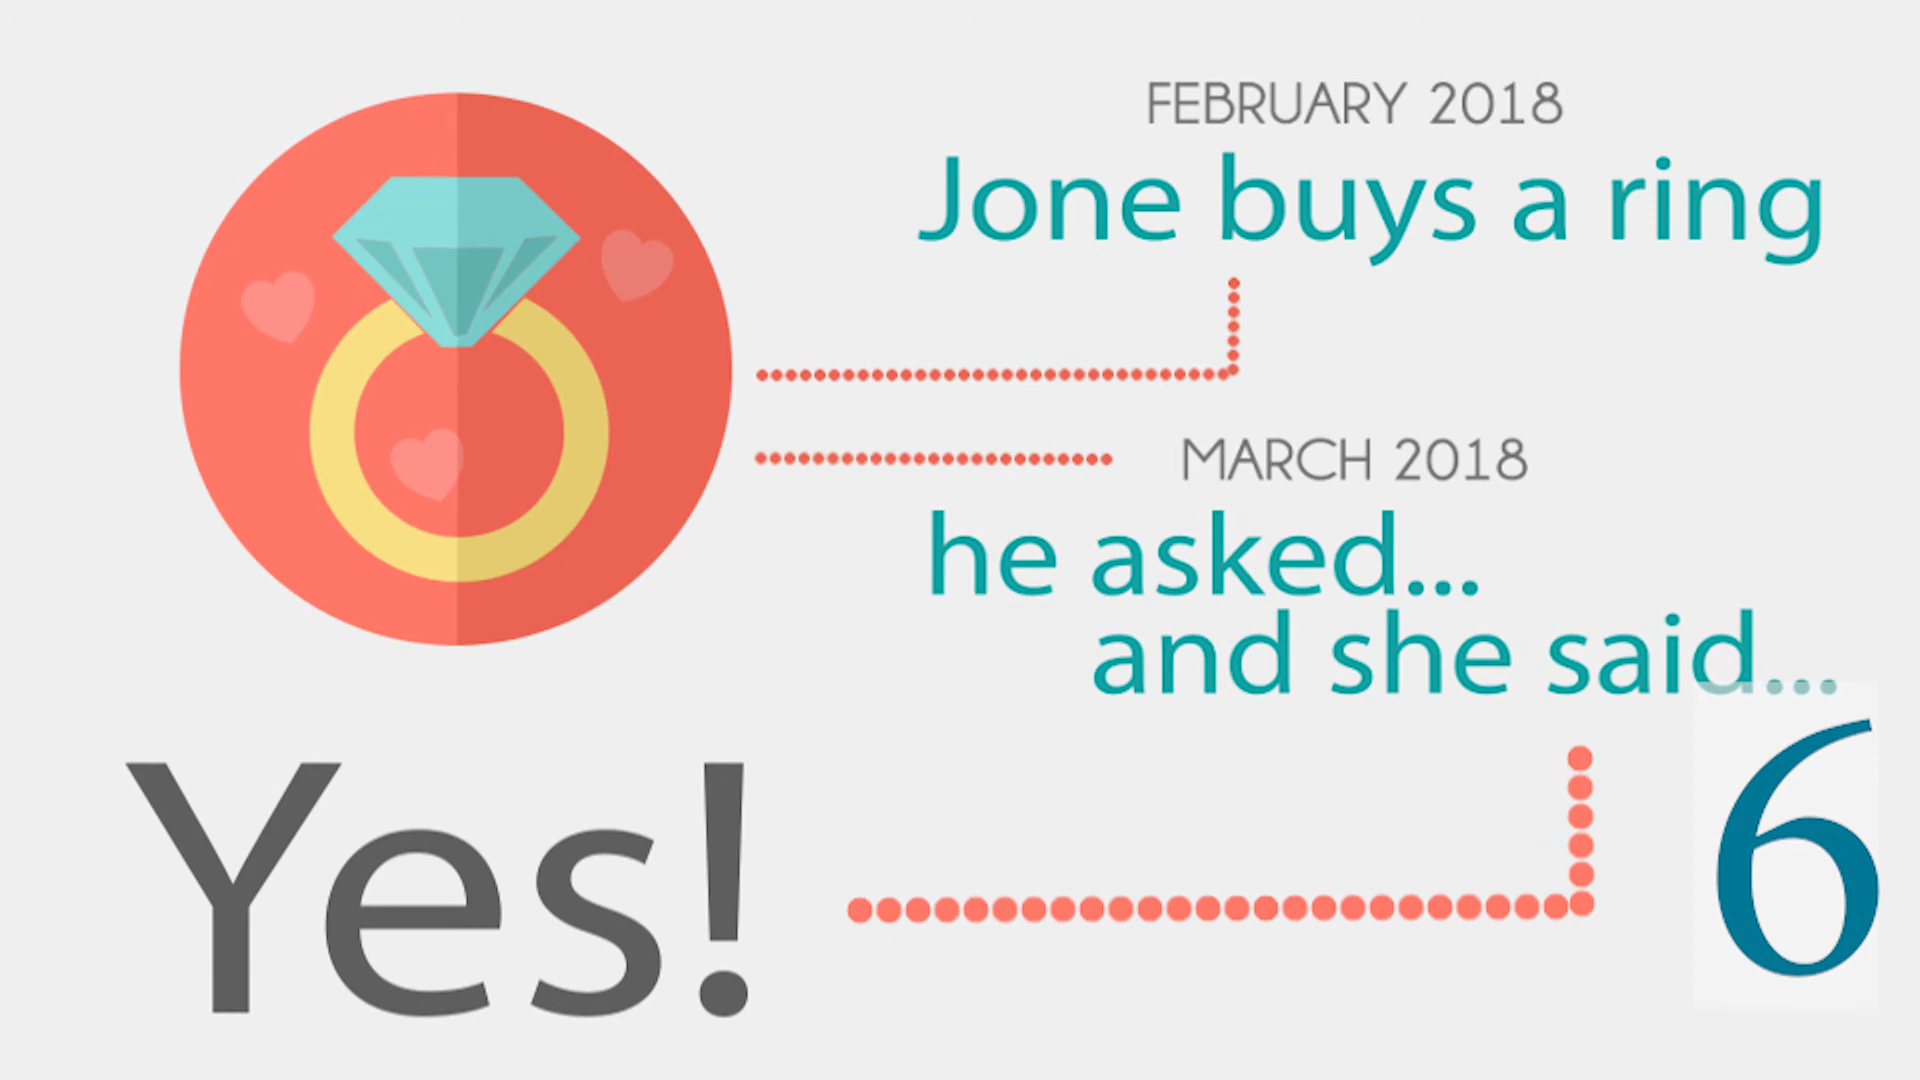 FEBRUARY 2018
Jone buys a ring
MARCH 2018
he asked...
and she said...
Yes!
6